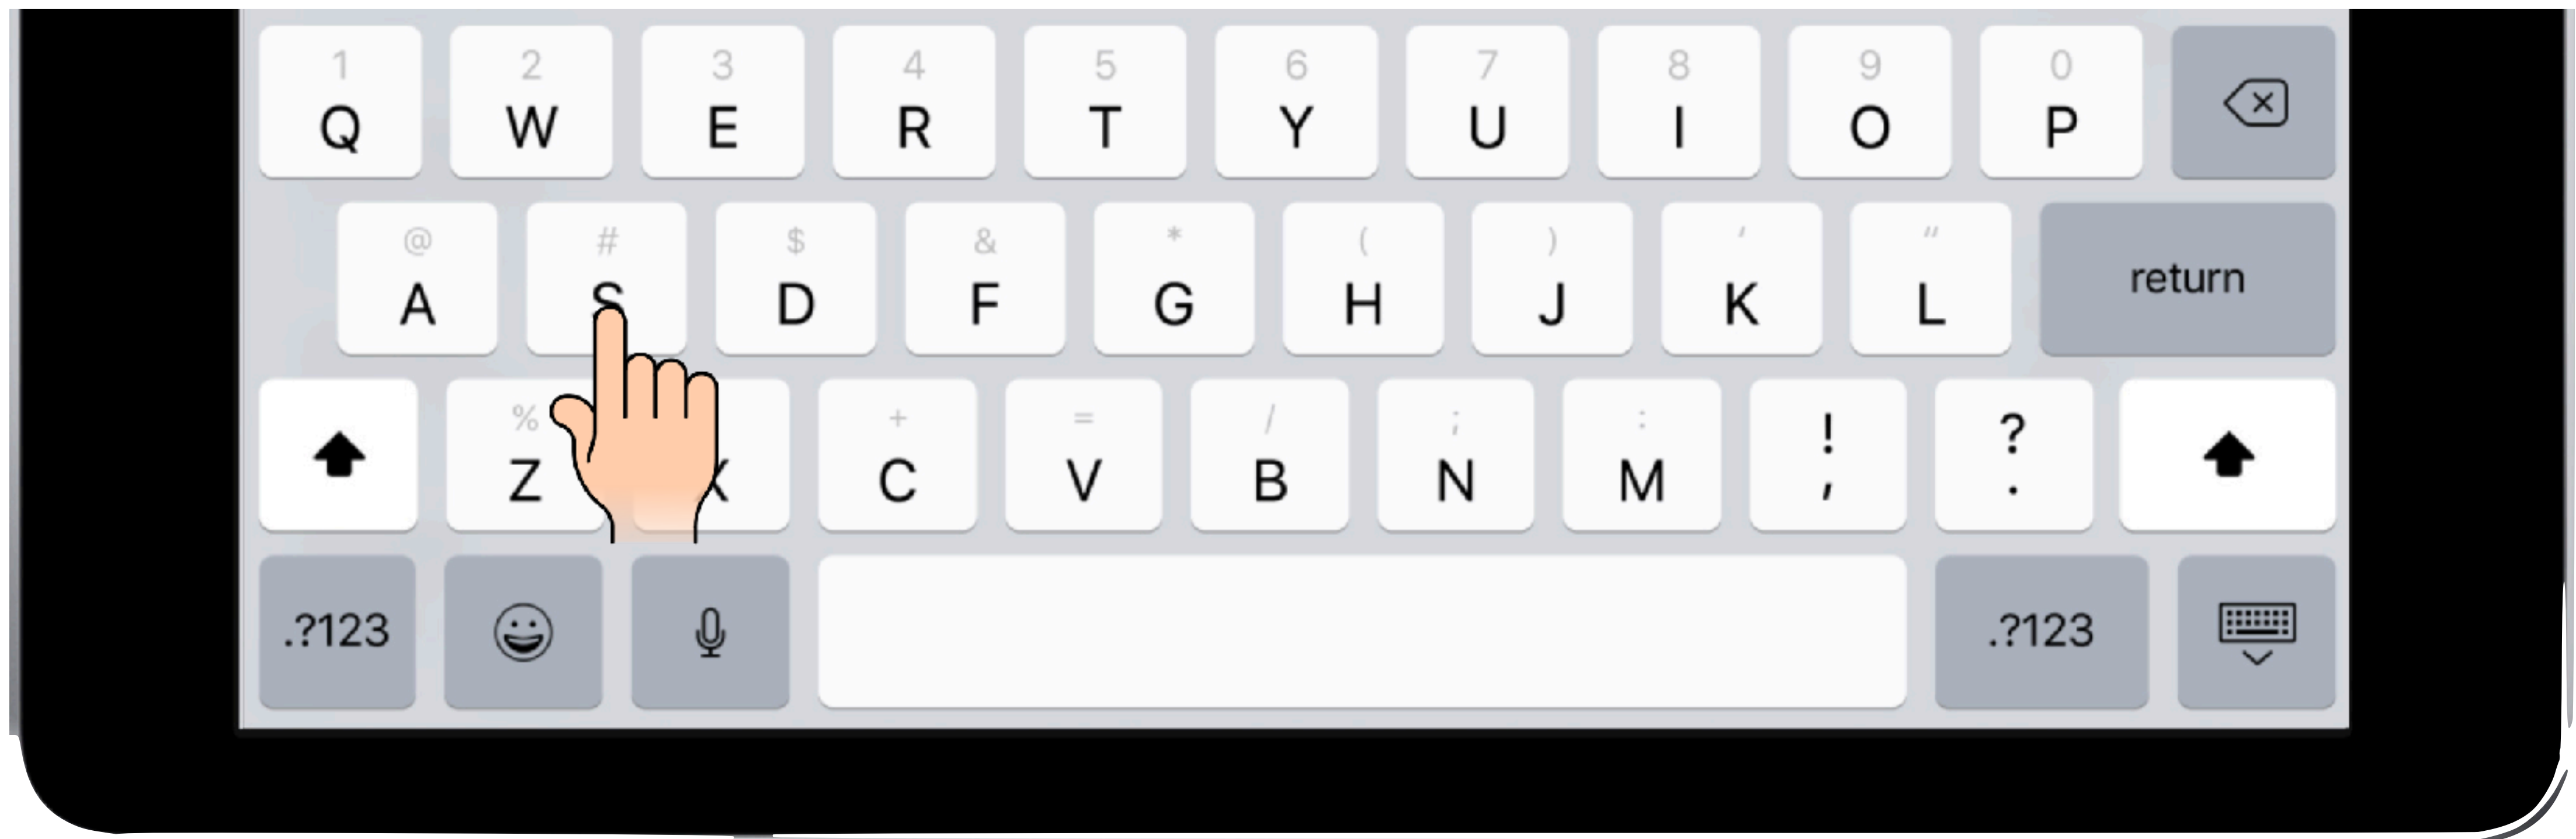 1 2 3 4 5 6 7 8 9 0
Q W E R T Y U I O P
@ # $ & * ( ) ′ ″
A S D F G H J K L return
% + = / ; : ! ?
Z X C V B N M , .
.?123 .?123